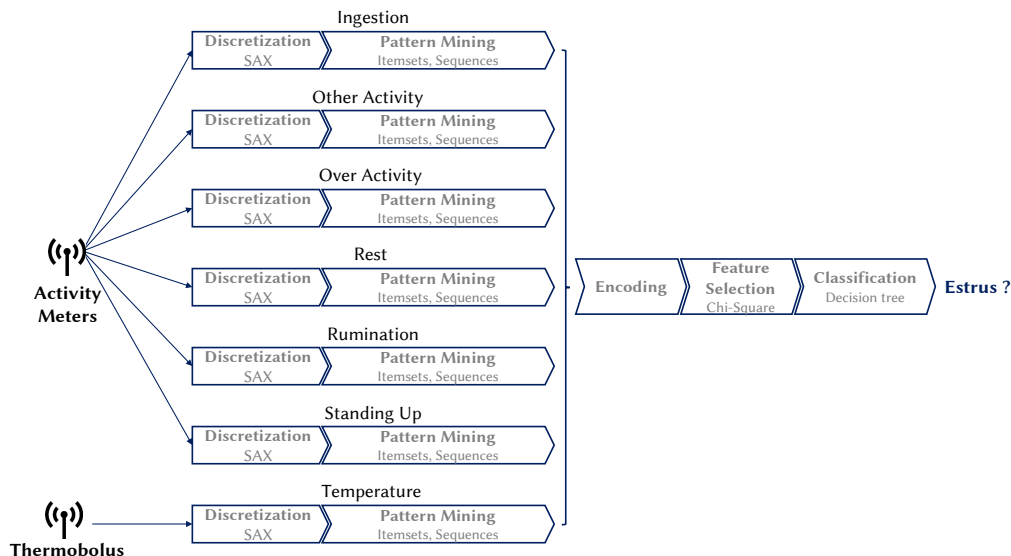 Ingestion
Discretization
SAX
Pattern Mining
Itemsets, Sequences
Other Activity
Discretization
SAX
Pattern Mining
Itemsets, Sequences
Over Activity
Discretization
SAX
Pattern Mining
Itemsets, Sequences
Rest
Discretization
SAX
Pattern Mining
Itemsets, Sequences
Rumination
Discretization
SAX
Pattern Mining
Itemsets, Sequences
Standing Up
Discretization
SAX
Pattern Mining
Itemsets, Sequences
Temperature
Discretization
SAX
Pattern Mining
Itemsets, Sequences
Activity
Meters
Thermobolus
Encoding
Feature
Selection
Chi-Square
Classification
Decision tree
Estrus ?